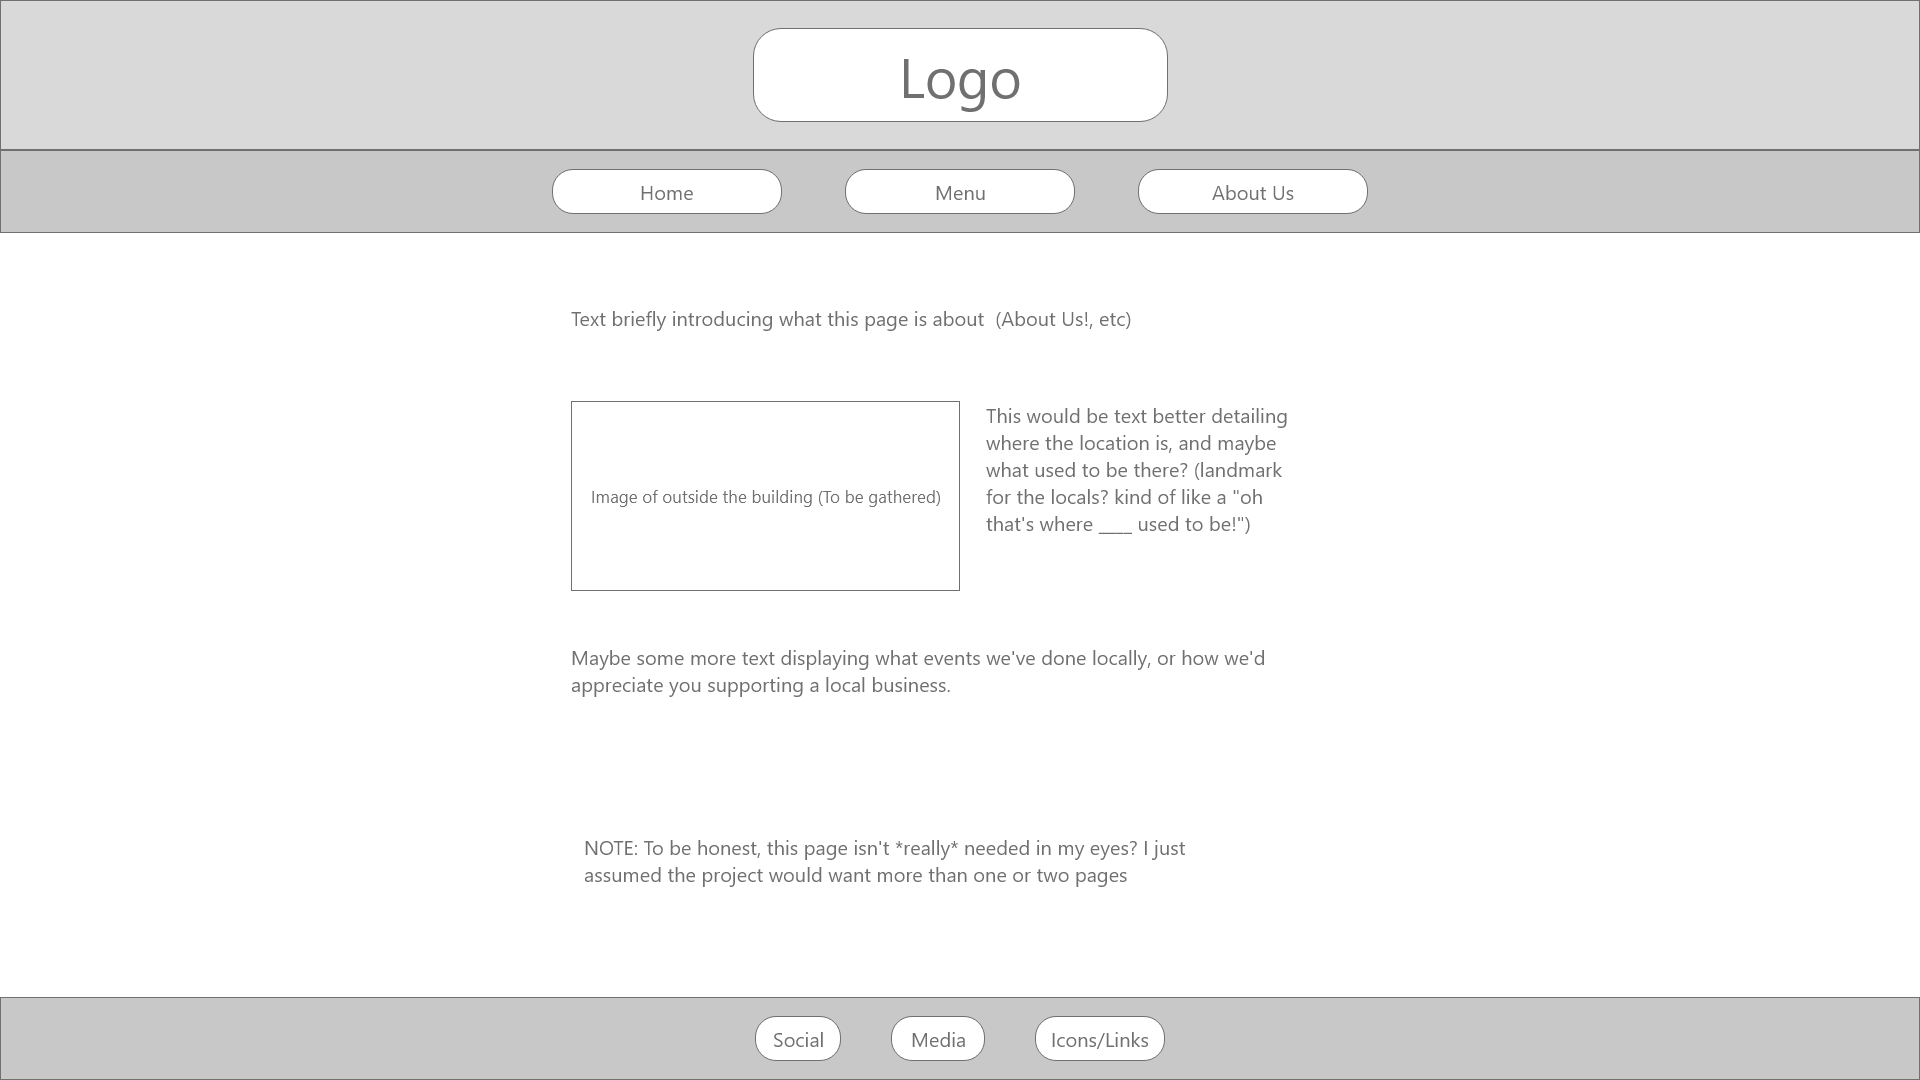 Logo
Home
Menu
About Us
Text briefly introducing what this page is about  (About Us!, etc)
Image of outside the building (To be gathered)
This would be text better detailing
where the location is, and maybe
what used to be there? (landmark
for the locals? kind of like a "oh
that's where ____ used to be!")
Maybe some more text displaying what events we've done locally, or how we'd
appreciate you supporting a local business.
NOTE: To be honest, this page isn't *really* needed in my eyes? I just
assumed the project would want more than one or two pages
Social
Media
Icons/Links